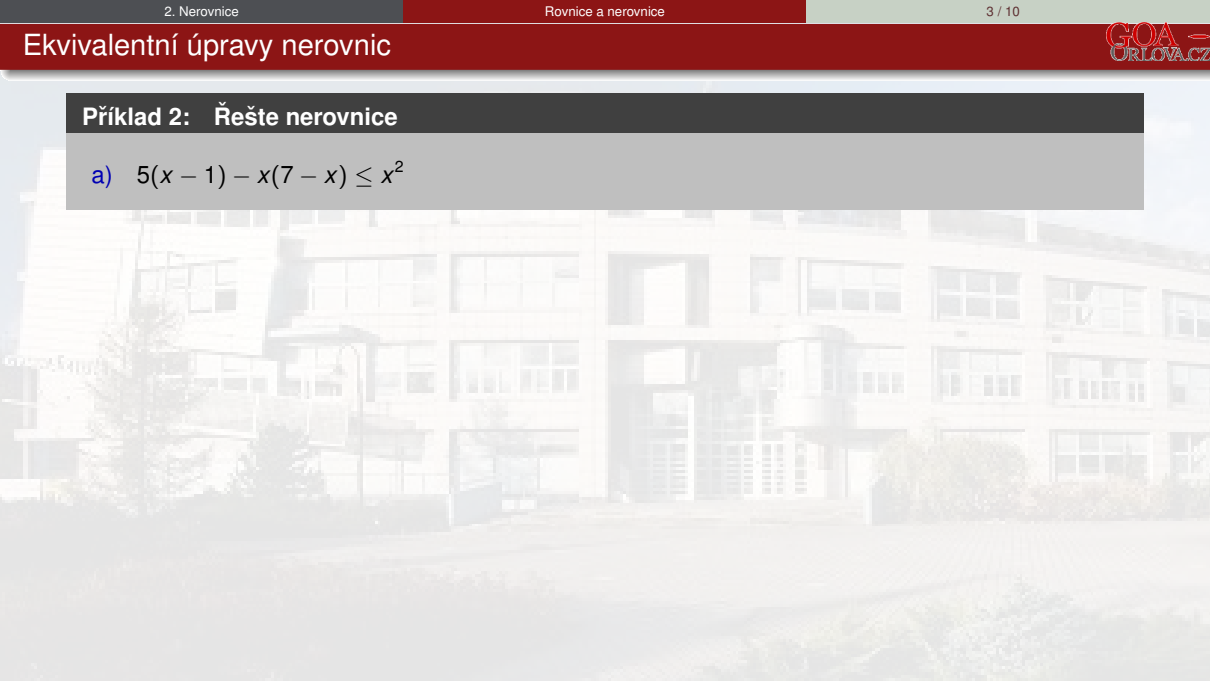 2. Nerovnice
Rovnice a nerovnice
3 / 10
Ekvivalentní úpravy nerovnic
GOA –
ORLOVA.CZ
Příklad 2: Řešte nerovnice
a) 5(x − 1) − x(7 − x) ≤ x²